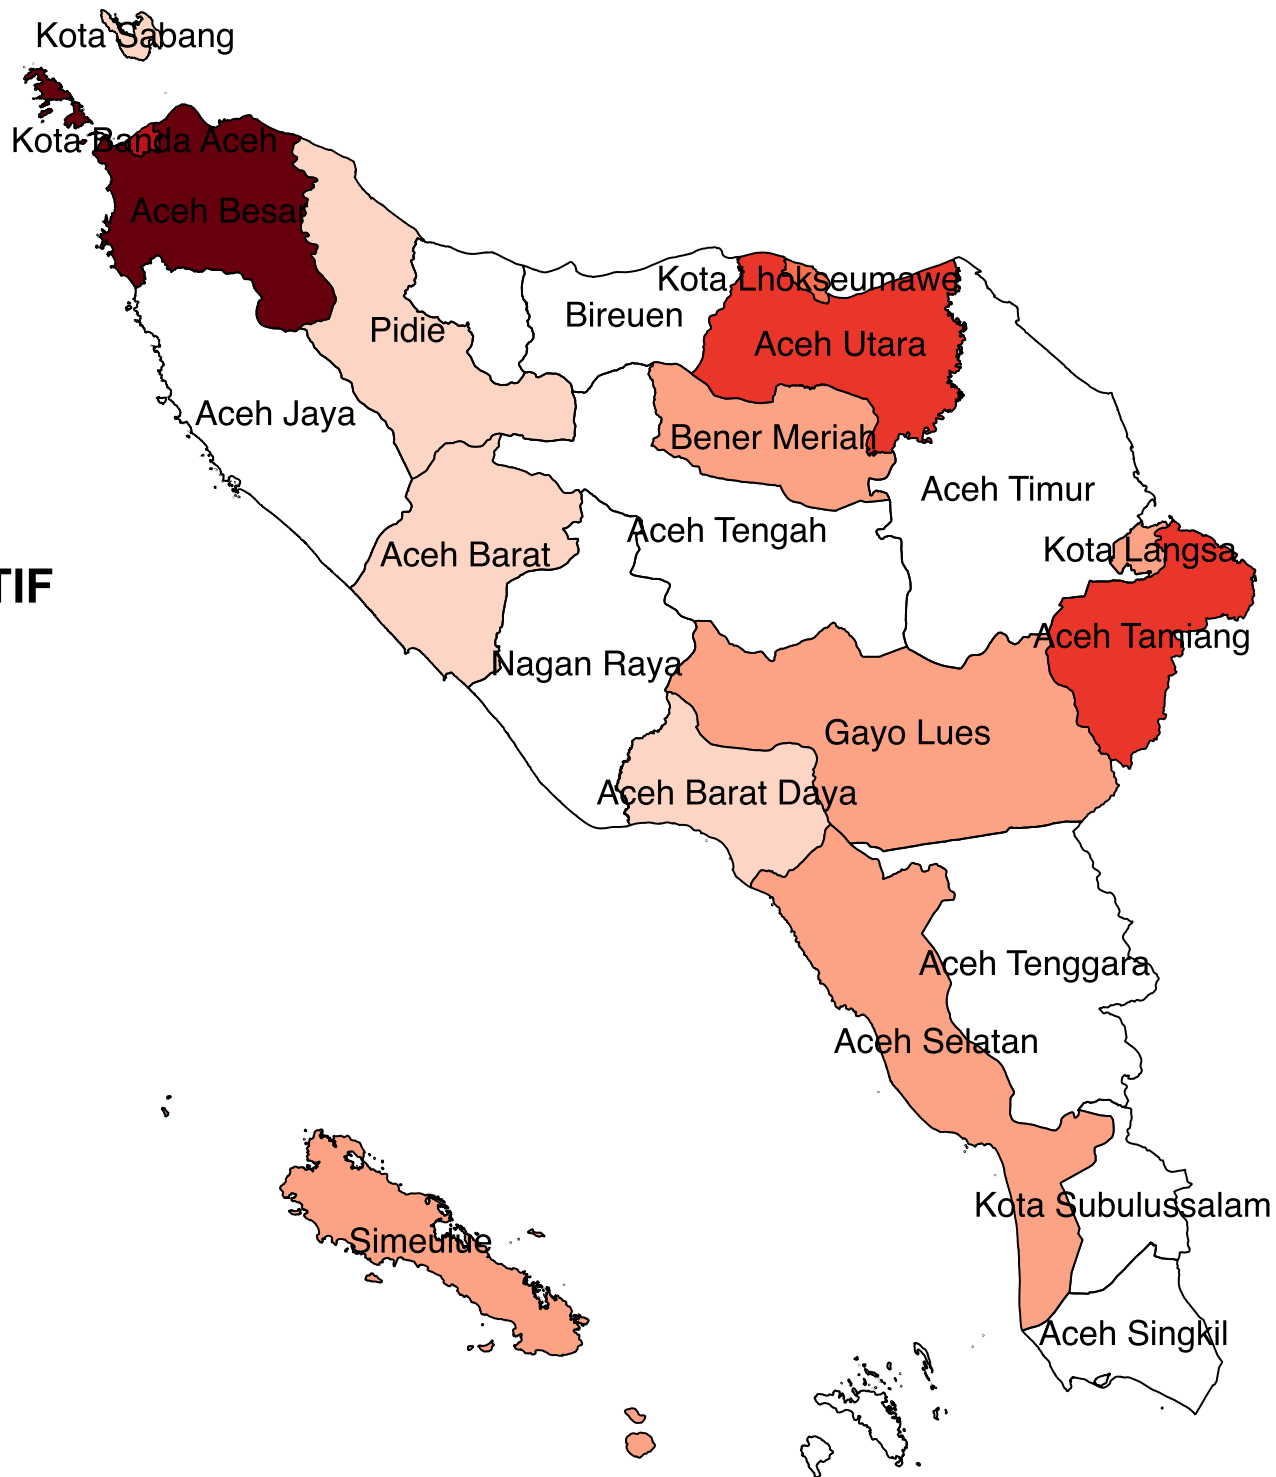 Kota Sabang
Kota Banda Aceh
Aceh Besar
Kota Lhokseumawe
Bireuen
Pidie
Aceh Utara
Aceh Jaya
Bener Meriah
Aceh Timur
Aceh Tengah
Kota Langsa
Aceh Barat
TIF
Aceh Tamiang
Nagan Raya
Gayo Lues
Aceh Barat Daya
Aceh Tenggara
Aceh Selatan
Kota Subulussalam
Simeulue
Aceh Singkil